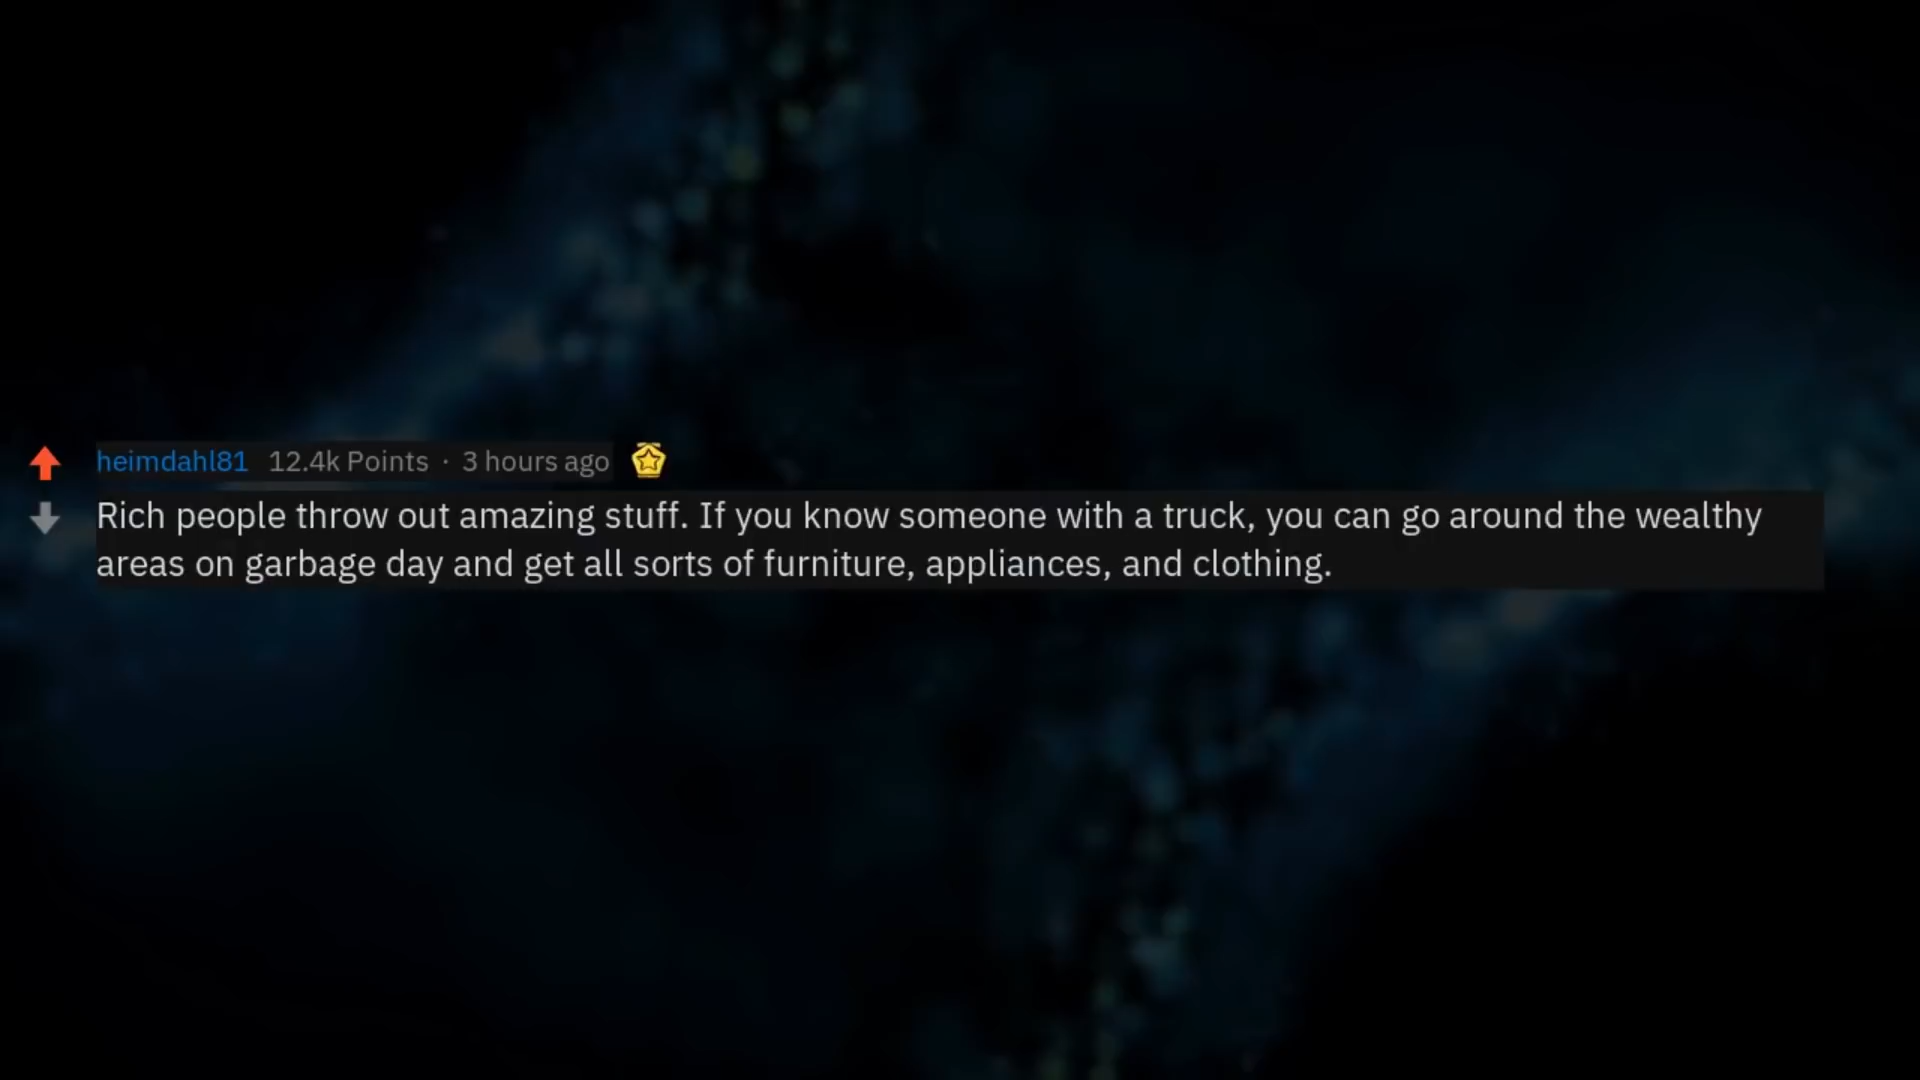 heimdahl81 12.4k Points · 3 hours ago
Rich people throw out amazing stuff. If you know someone with a truck, you can go around the wealthy
areas on garbage day and get all sorts of furniture, appliances, and clothing.